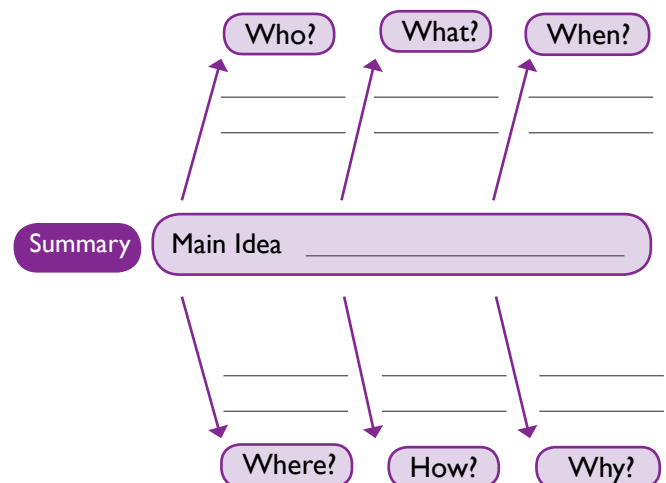 Who?
What?
When?
Summary
Main Idea
Where?
How?
Why?